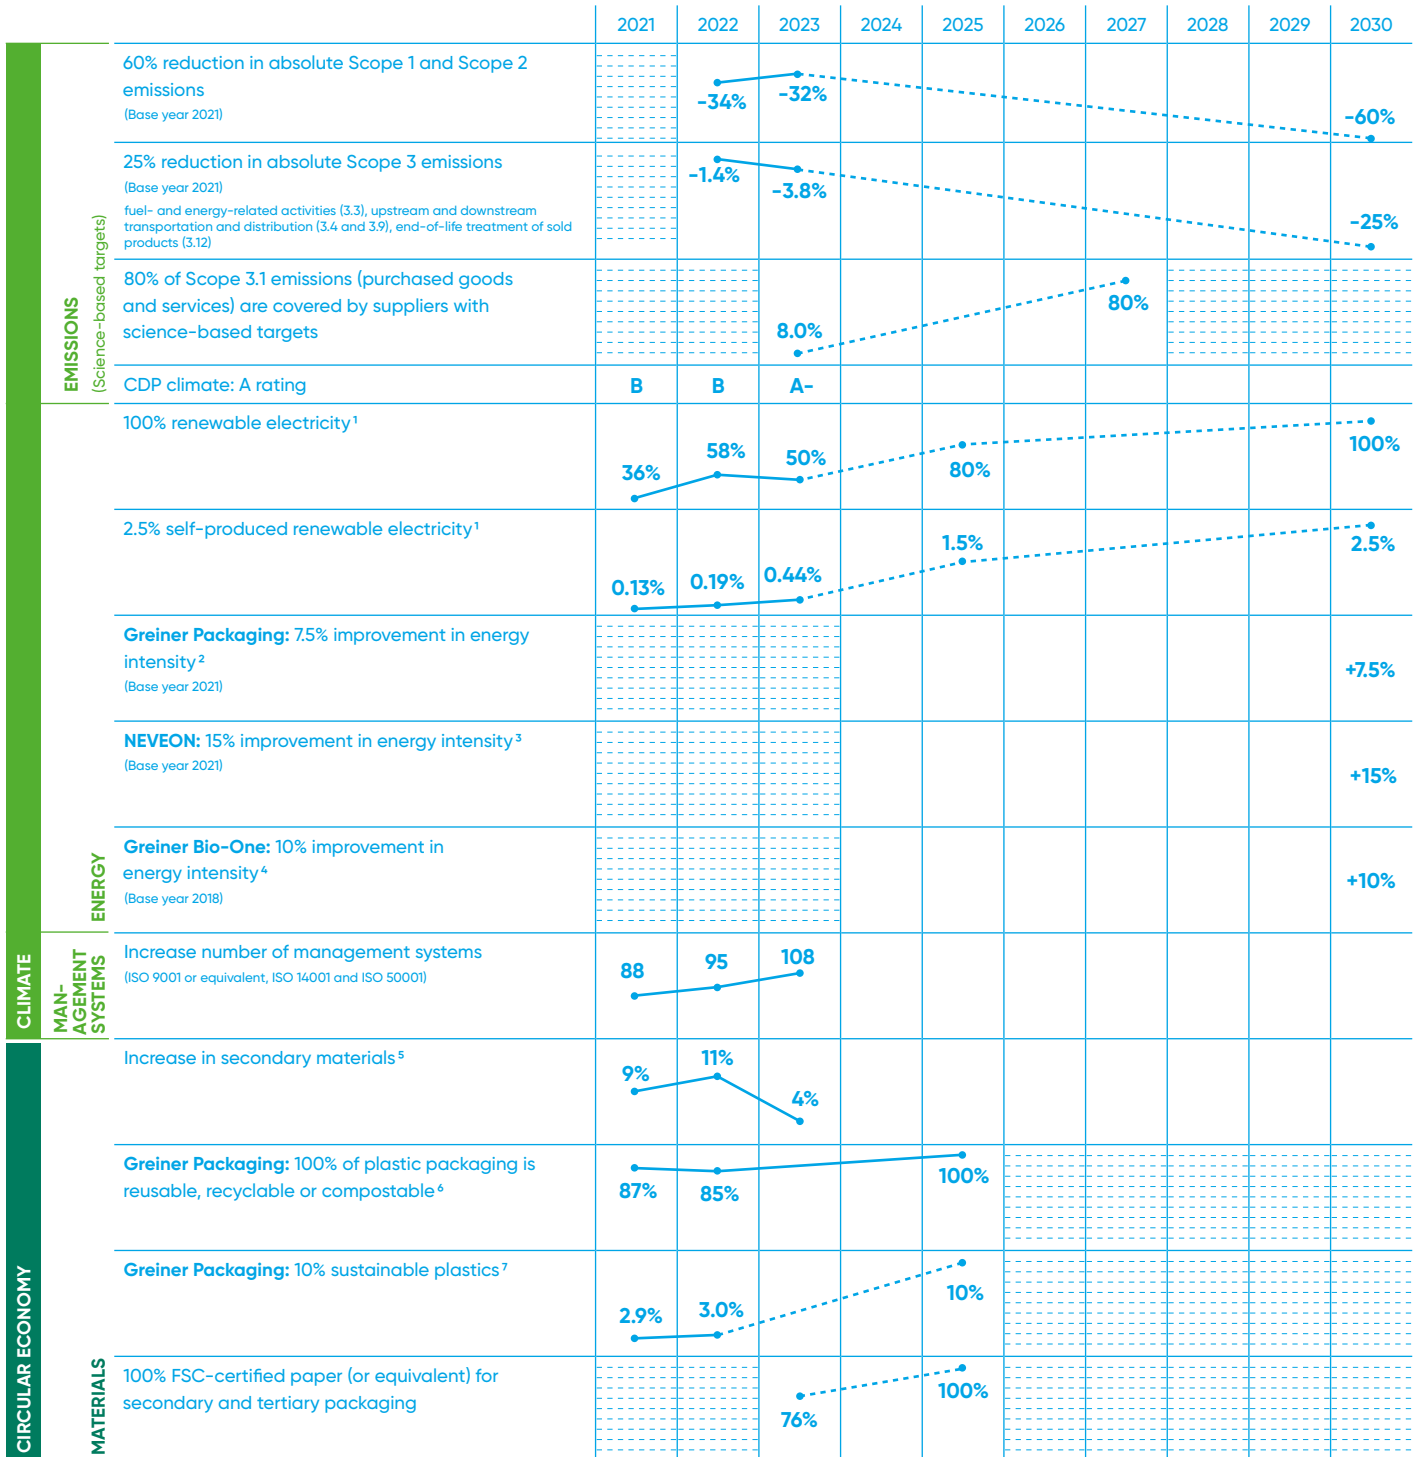 2021 2022 2023 2024 2025 2026 2027 2028 2029 2030
CLIMATE
EMISSIONS
(Science-based targets)
60% reduction in absolute Scope 1 and Scope 2
emissions
(Base year 2021)
-34% -32% -60%
25% reduction in absolute Scope 3 emissions
(Base year 2021)
fuel- and energy-related activities (3.3), upstream and downstream
transportation and distribution (3.4 and 3.9), end-of-life treatment of sold
products (3.12)
-1.4% -3.8% -25%
80% of Scope 3.1 emissions (purchased goods
and services) are covered by suppliers with
science-based targets
8.0% 80%
CDP climate: A rating B B A-
ENERGY
100% renewable electricity¹
36% 58% 50% 80% 100%
2.5% self-produced renewable electricity¹
0.13% 0.19% 0.44% 1.5% 2.5%
Greiner Packaging: 7.5% improvement in energy
intensity²
(Base year 2021)
+7.5%
NEVEON: 15% improvement in energy intensity³
(Base year 2021)
+15%
Greiner Bio-One: 10% improvement in
energy intensity⁴
(Base year 2018)
+10%
MAN-
AGEMENT
SYSTEMS
Increase number of management systems
(ISO 9001 or equivalent, ISO 14001 and ISO 50001)
88 95 108
CIRCULAR ECONOMY
MATERIALS
Increase in secondary materials⁵
9% 11% 4%
Greiner Packaging: 100% of plastic packaging is
reusable, recyclable or compostable⁶
87% 85% 100%
Greiner Packaging: 10% sustainable plastics⁷
2.9% 3.0% 10%
100% FSC-certified paper (or equivalent) for
secondary and tertiary packaging
76% 100%